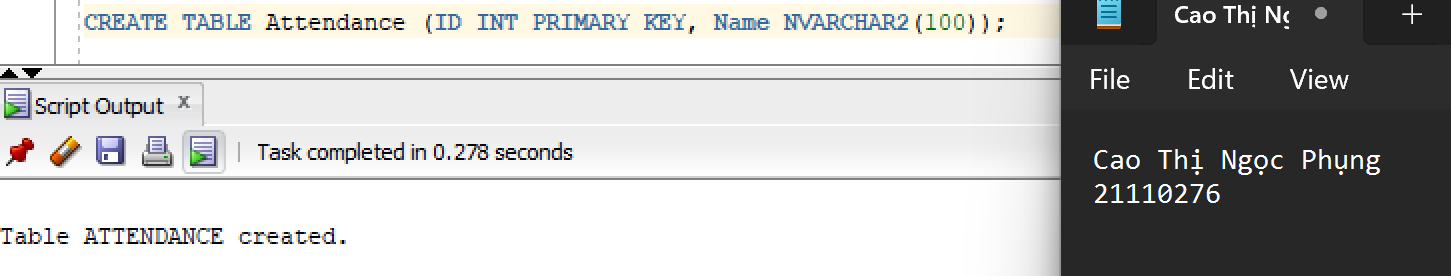 CREATE TABLE Attendance (ID INT PRIMARY KEY, Name NVARCHAR2(100));
Script Output x
Task completed in 0.278 seconds
Table ATTENDANCE created.
Cao Thị Ng
File Edit View
Cao Thị Ngọc Phụng
21110276